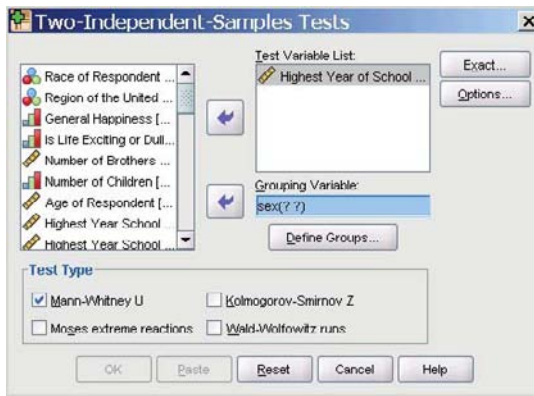 Two-Independent-Samples Tests
Test Variable List:
Race of Respondent ...
Region of the United ...
General Happiness [...
Is Life Exciting or Dull...
Number of Brothers ...
Number of Children [...
Age of Respondent [...
Highest Year School ...
Highest Year School ...
Highest Year of School ...
Exact...
Options...
Grouping Variable:
sex(? ?)
Define Groups...
Test Type
Mann-Whitney U
Kolmogorov-Smirnov Z
Moses extreme reactions
Wald-Wolfowitz runs
OK
Paste
Reset
Cancel
Help